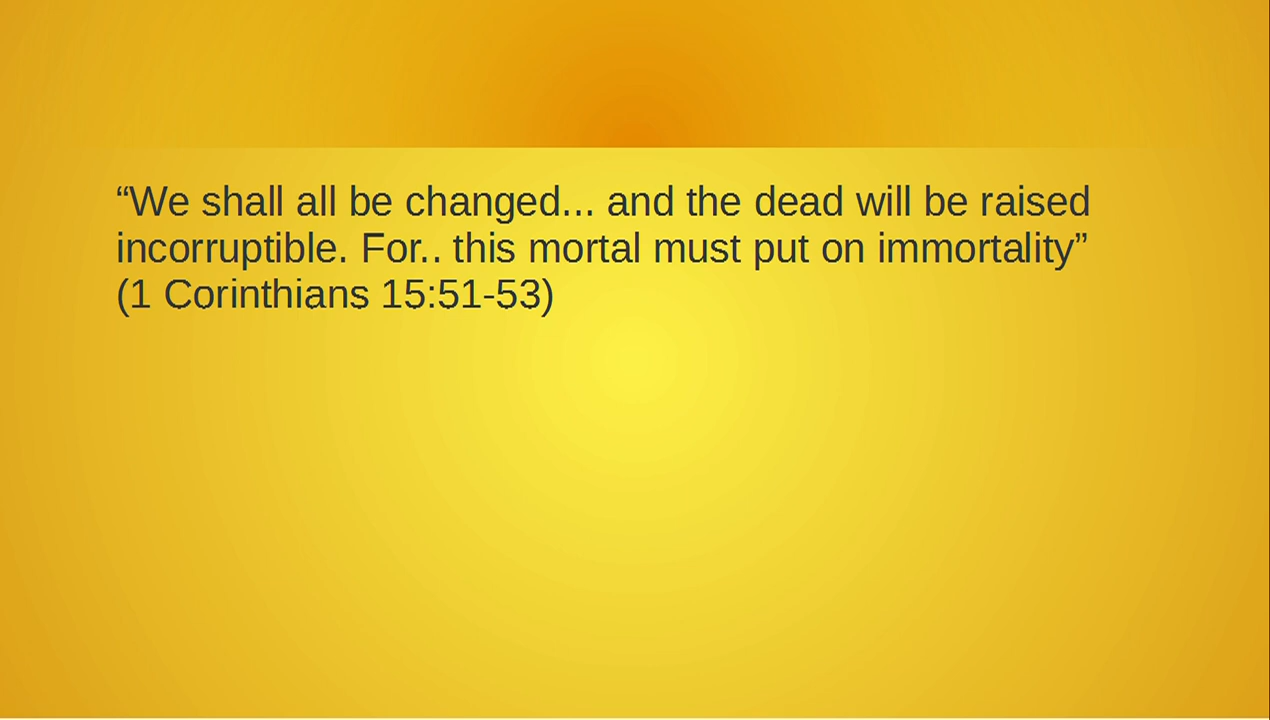 “We shall all be changed... and the dead will be raised
incorruptible. For.. this mortal must put on immortality”
(1 Corinthians 15:51-53)